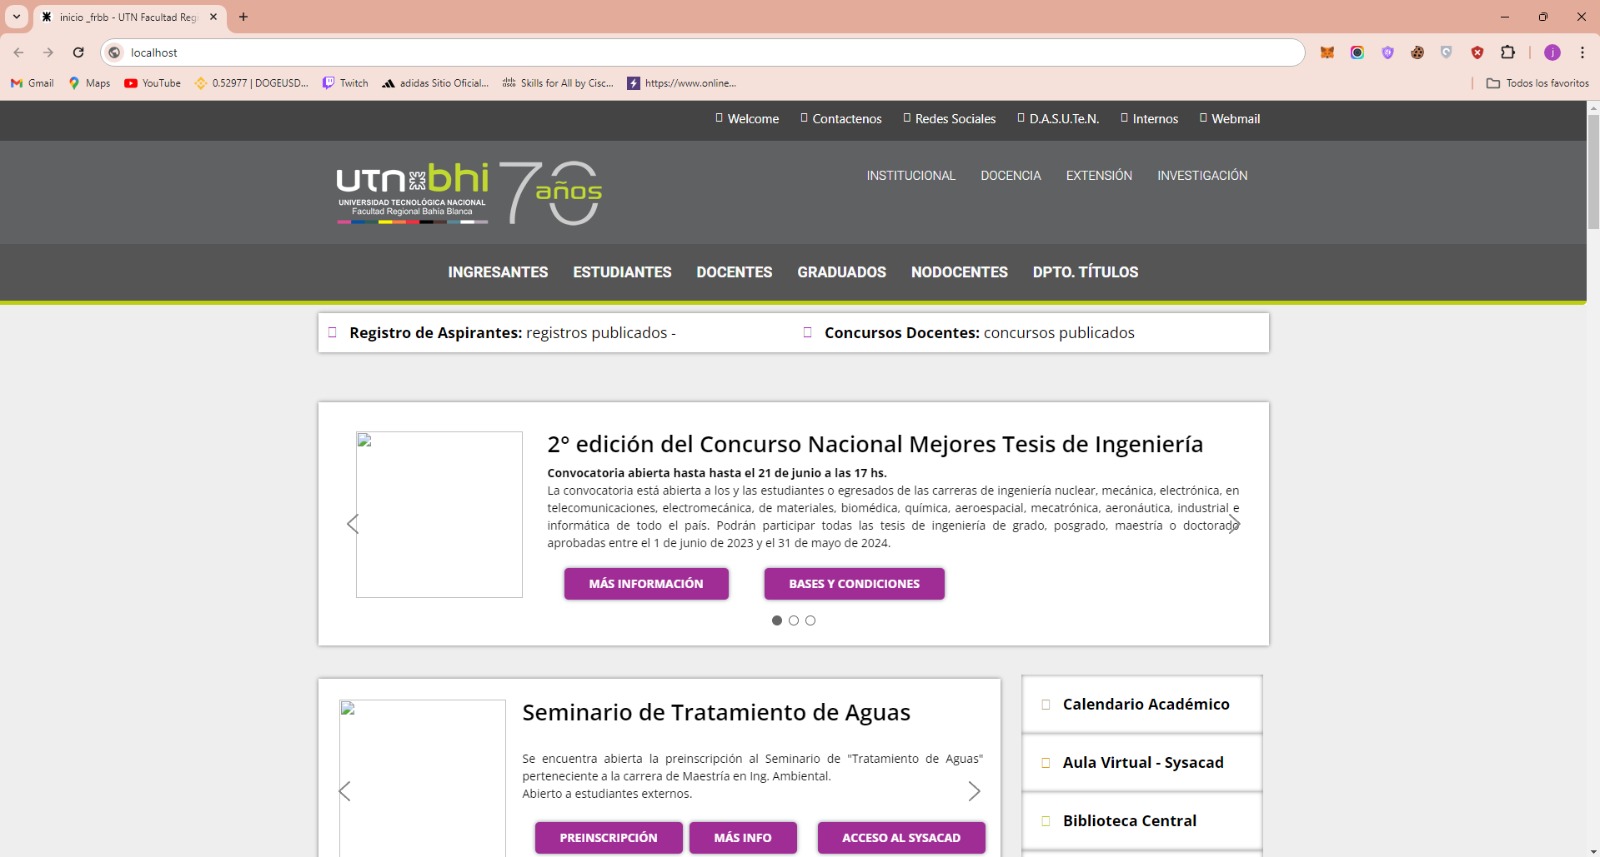 inicio _frbb - UTN Facultad Reg
localhost
Gmail
Maps
YouTube
0.52977 | DOGEUSD...
Twitch
adidas Sitio Oficial...
Skills for All by Cisc...
https://www.online...
Todos los favoritos
Welcome
Contactenos
Redes Sociales
D.A.S.U.Te.N.
Internos
Webmail
utn bhi 70 años
UNIVERSIDAD TECNOLÓGICA NACIONAL
Facultad Regional Bahía Blanca
INSTITUCIONAL
DOCENCIA
EXTENSIÓN
INVESTIGACIÓN
INGRESANTES
ESTUDIANTES
DOCENTES
GRADUADOS
NODOCENTES
DPTO. TÍTULOS
Registro de Aspirantes: registros publicados -
Concursos Docentes: concursos publicados
2° edición del Concurso Nacional Mejores Tesis de Ingeniería
Convocatoria abierta hasta hasta el 21 de junio a las 17 hs.
La convocatoria está abierta a los y las estudiantes o egresados de las carreras de ingeniería nuclear, mecánica, electrónica, en
telecomunicaciones, electromecánica, de materiales, biomédica, química, aeroespacial, mecatrónica, aeronáutica, industrial e
informática de todo el país. Podrán participar todas las tesis de ingeniería de grado, posgrado, maestría o doctorado
aprobadas entre el 1 de junio de 2023 y el 31 de mayo de 2024.
MÁS INFORMACIÓN
BASES Y CONDICIONES
Seminario de Tratamiento de Aguas
Se encuentra abierta la preinscripción al Seminario de "Tratamiento de Aguas"
perteneciente a la carrera de Maestría en Ing. Ambiental.
Abierto a estudiantes externos.
PREINSCRIPCIÓN
MÁS INFO
ACCESO AL SYSACAD
Calendario Académico
Aula Virtual - Sysacad
Biblioteca Central